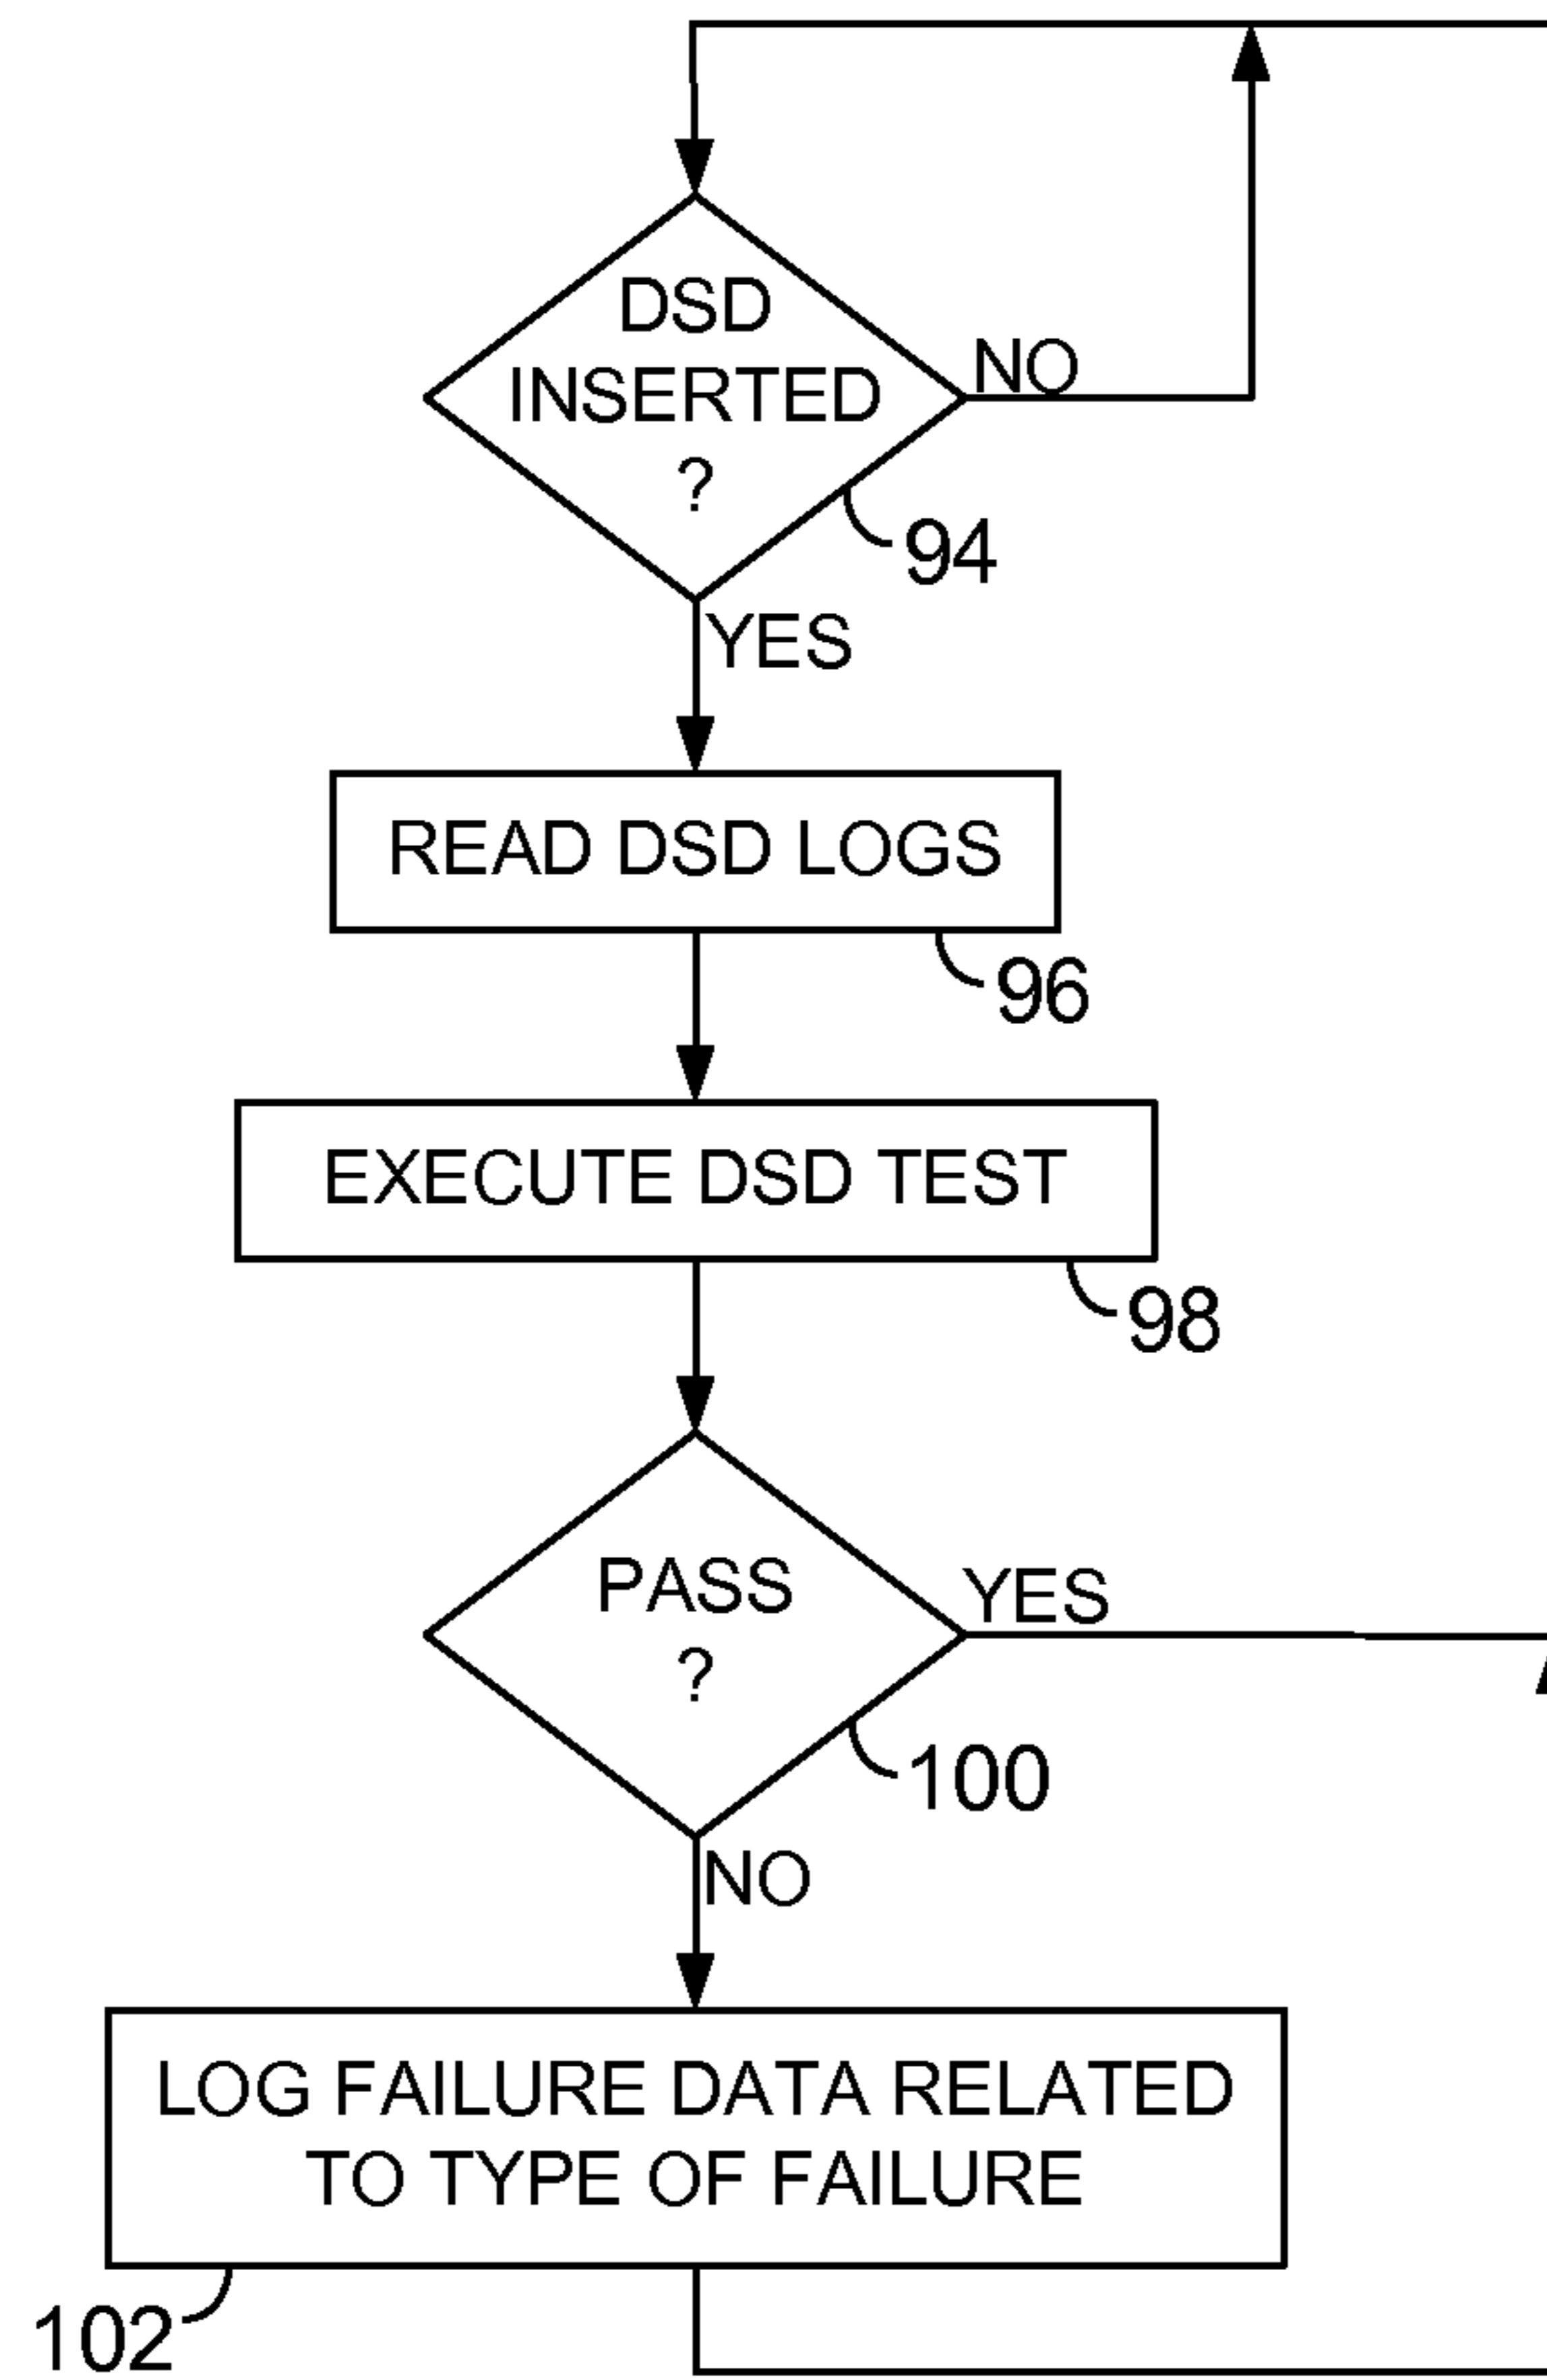 DSD
INSERTED
?
NO
94
YES
READ DSD LOGS
96
EXECUTE DSD TEST
98
PASS
?
YES
100
NO
LOG FAILURE DATA RELATED
TO TYPE OF FAILURE
102